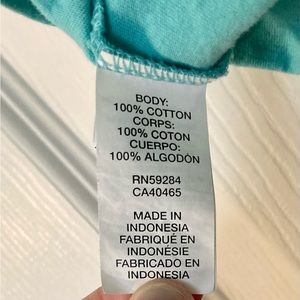 BODY:
100% COTTON
CORPS:
100% COTON
CUERPO:
100% ALGODÓN
RN59284
CA40465
MADE IN
INDONESIA
FABRIQUÉ EN
INDONÉSIE
FABRICADO EN
INDONESIA